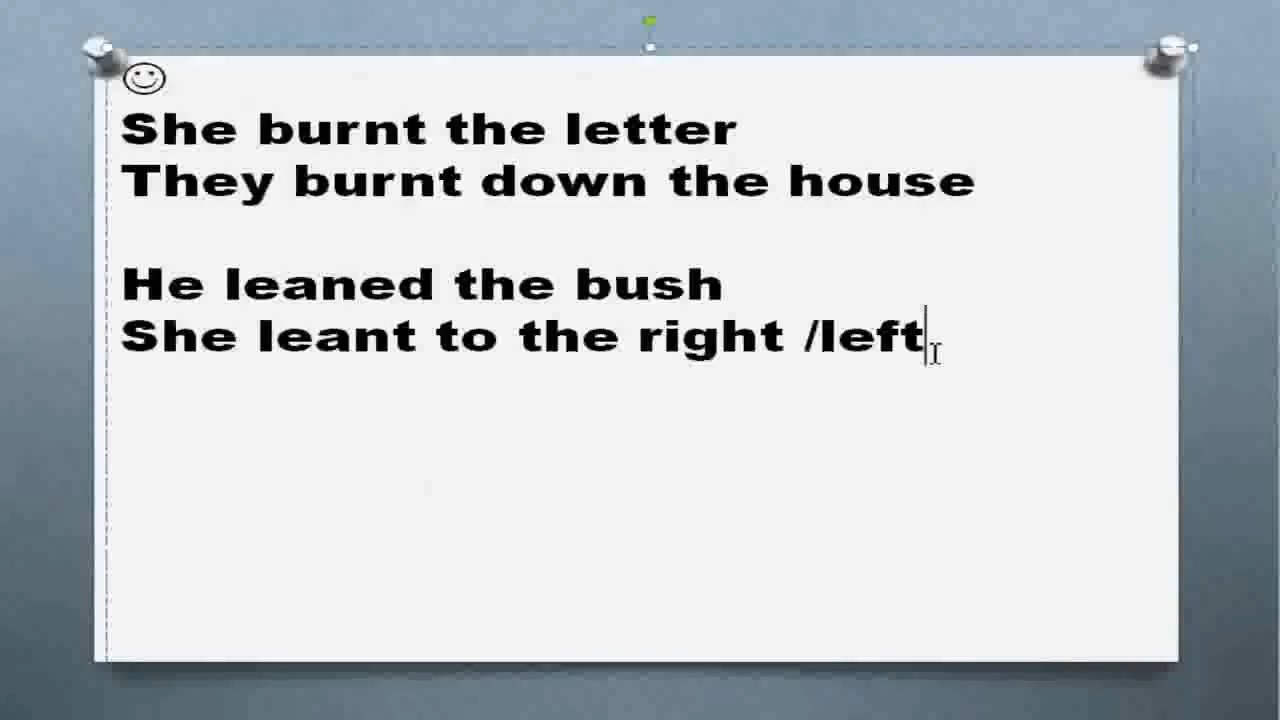 She burnt the letter
They burnt down the house
He leaned the bush
She leant to the right /left